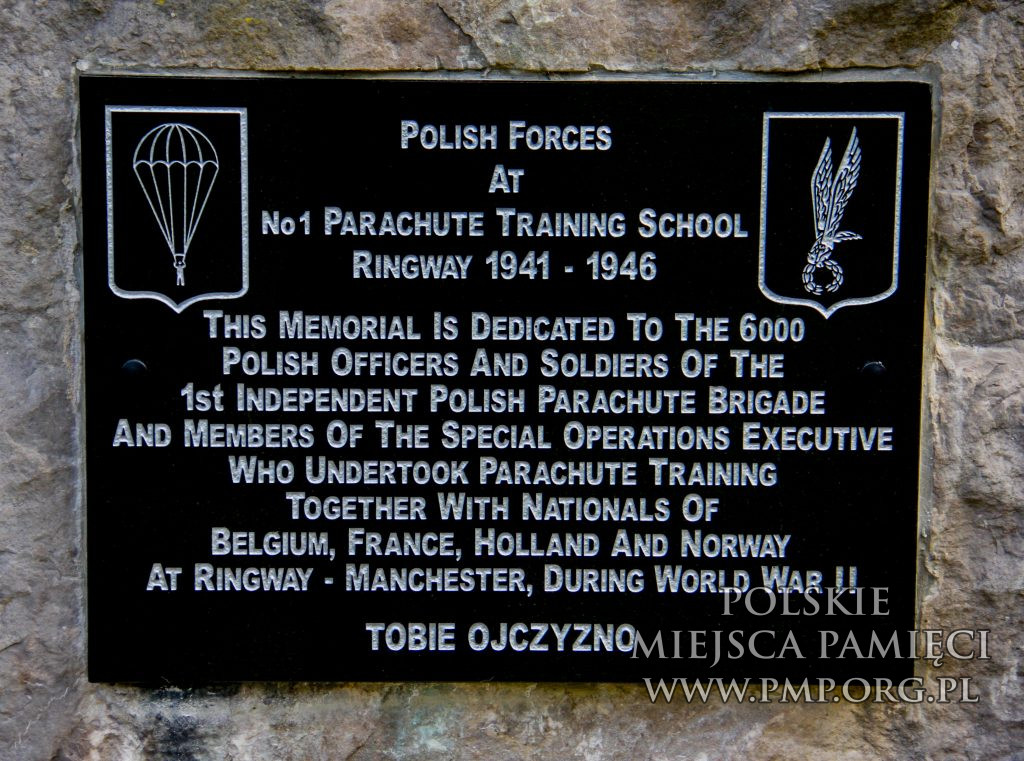 Polish Forces
At
No1 Parachute Training School
Ringway 1941 - 1946
This Memorial Is Dedicated To The 6000
Polish Officers And Soldiers Of The
1st Independent Polish Parachute Brigade
And Members Of The Special Operations Executive
Who Undertook Parachute Training
Together With Nationals Of
Belgium, France, Holland And Norway
At Ringway - Manchester, During World War II
TOBIE OJCZYZNO
POLSKIE
MIEJSCA PAMIĘCI
WWW.PMP.ORG.PL